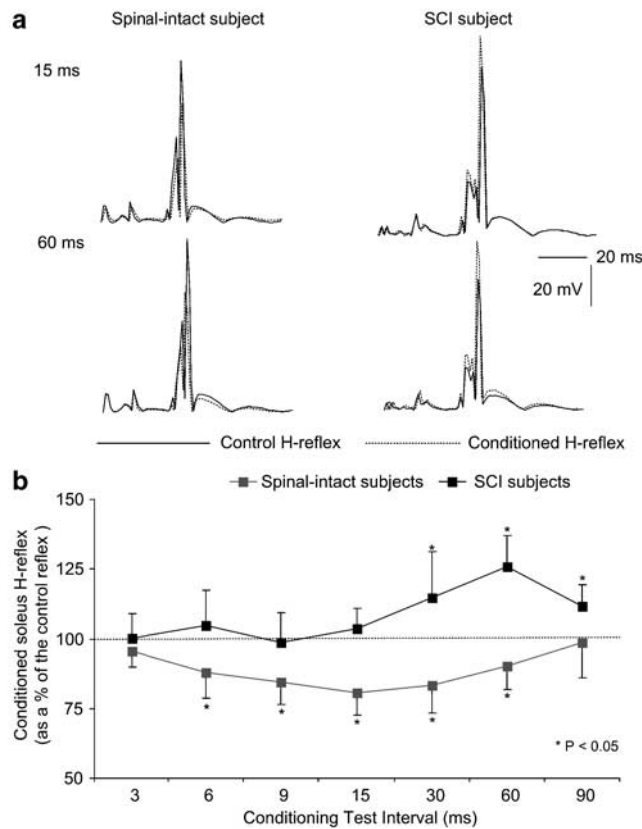 a
Spinal-intact subject
SCI subject
15 ms
60 ms
20 ms
20 mV
Control H-reflex
Conditioned H-reflex
b
Spinal-intact subjects
SCI subjects
Conditioned soleus H-reflex
(as a % of the control reflex )
150
125
100
75
50
*
*
*
*
*
*
*
*
* P < 0.05
3
6
9
15
30
60
90
Conditioning Test Interval (ms)